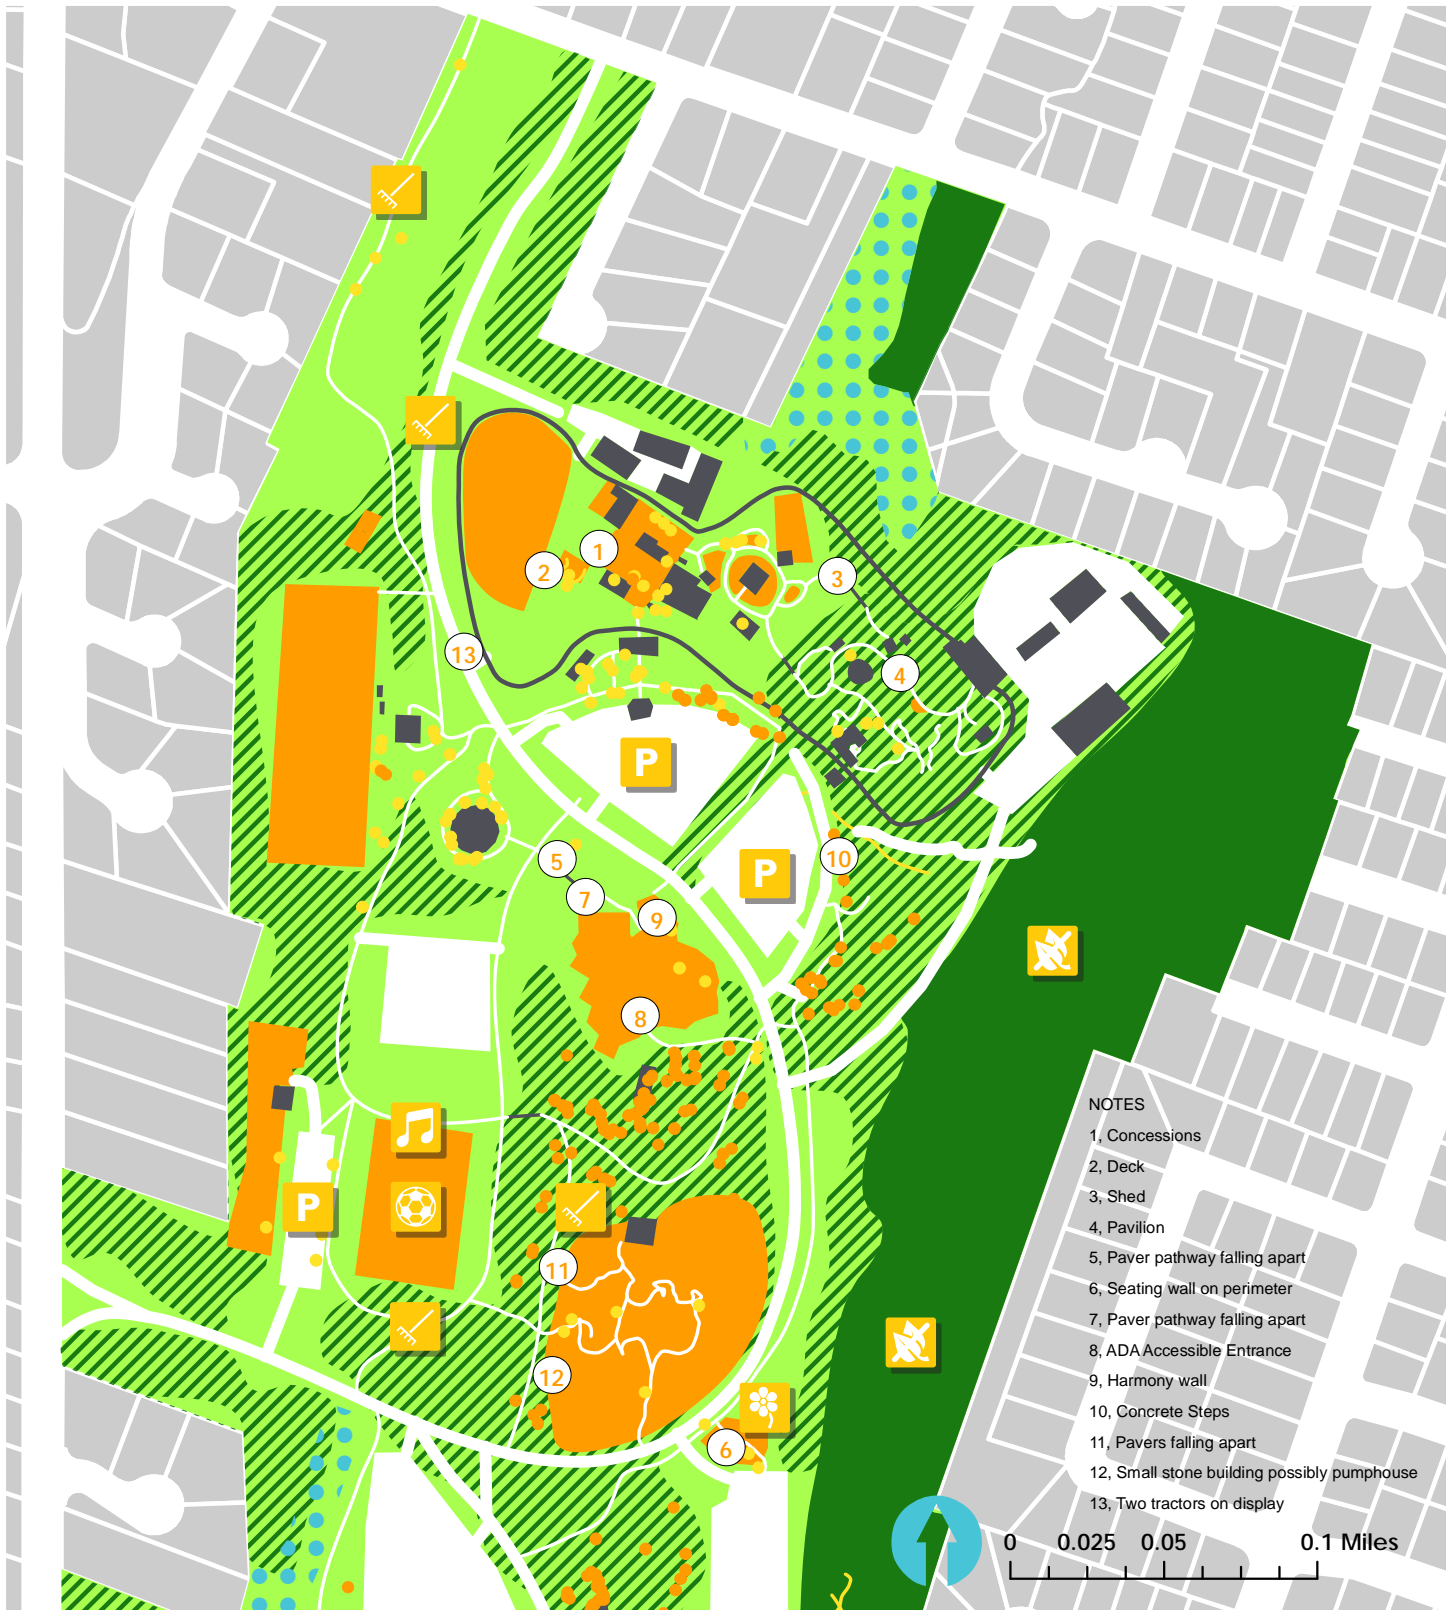 1
2
3
13
4
P
5
10
P
7
9
8
P
11
12
6
NOTES
1, Concessions
2, Deck
3, Shed
4, Pavilion
5, Paver pathway falling apart
6, Seating wall on perimeter
7, Paver pathway falling apart
8, ADA Accessible Entrance
9, Harmony wall
10, Concrete Steps
11, Pavers falling apart
12, Small stone building possibly pumphouse
13, Two tractors on display
0 0.025 0.05 0.1 Miles